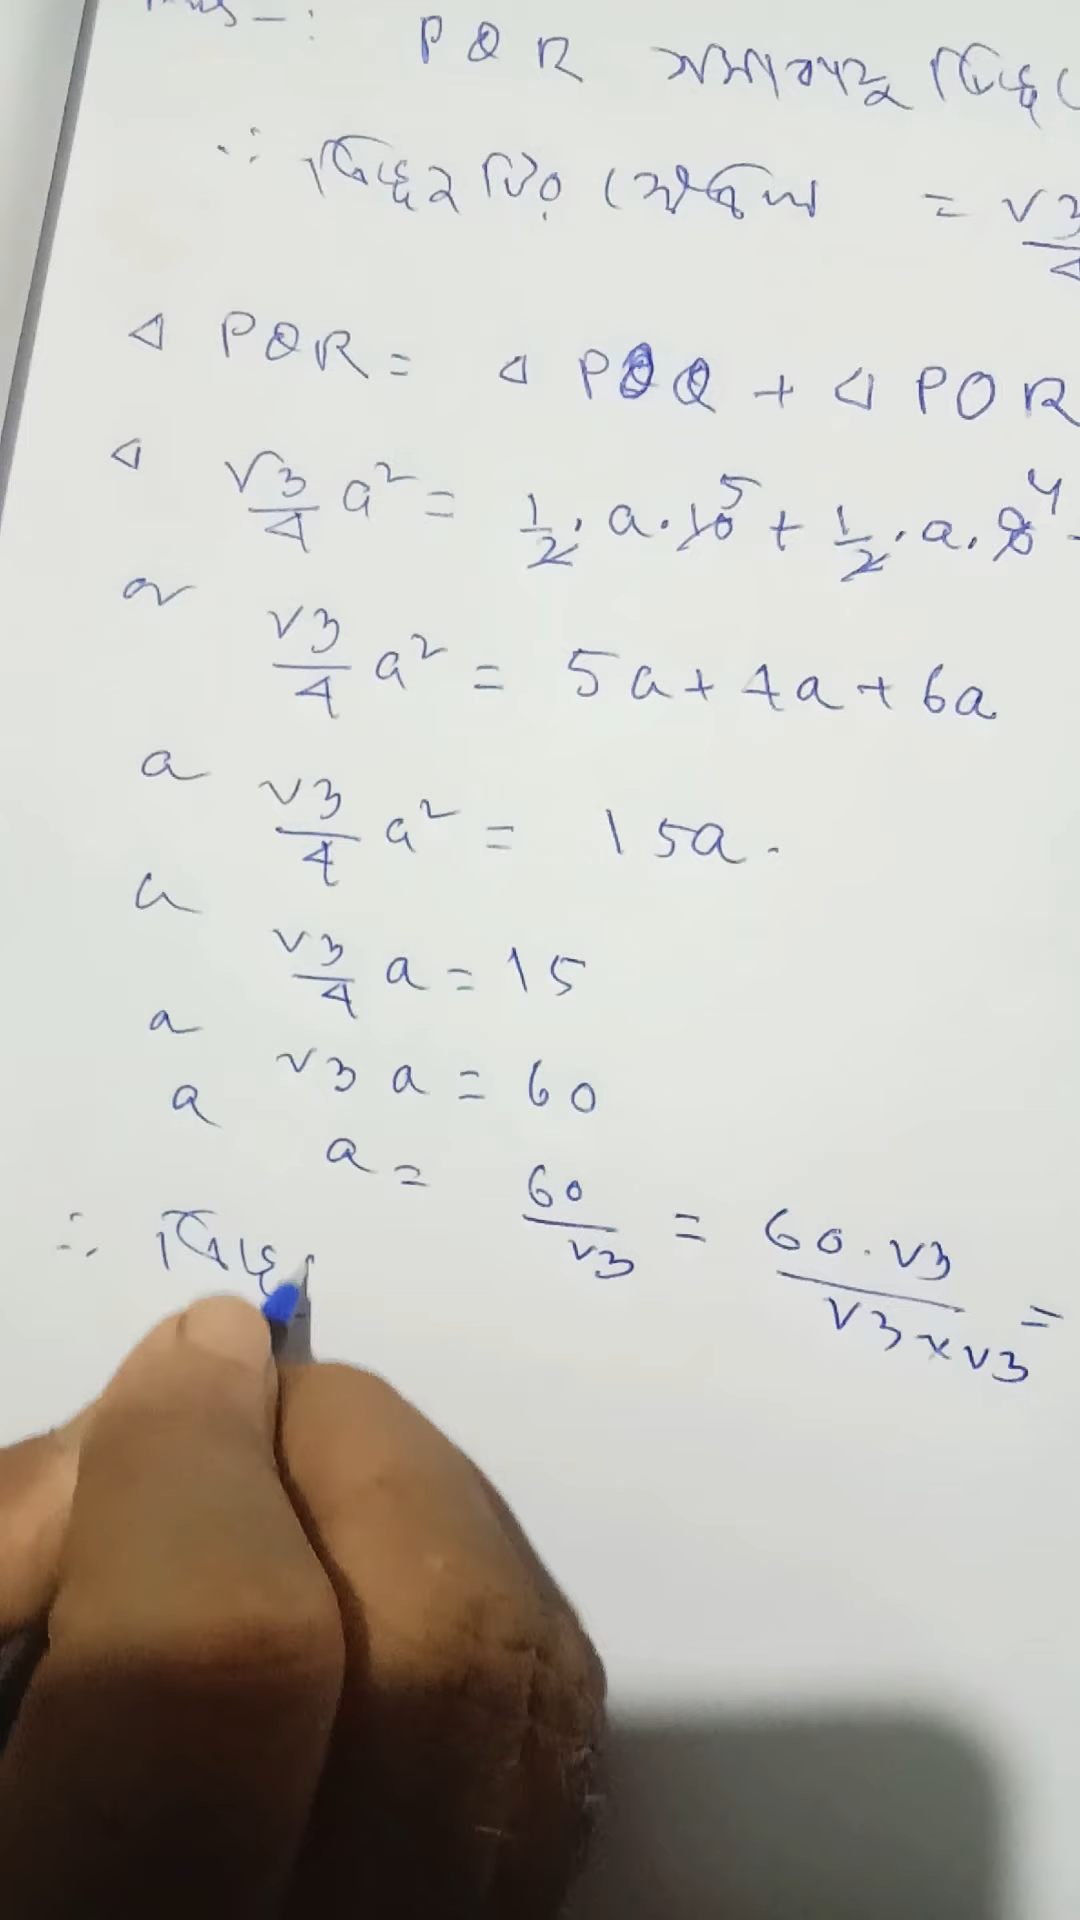 P Q R সমবাহু
∴ ত্রিভুজটির ক্ষেত্রফল = √3/4
△ PQR = △ POQ + △ POR
△ √3/4 a² = 1/2 . a . 10 5 + 1/2 . a . 8 4
বা √3/4 a² = 5a + 4a + 6a
বা √3/4 a² = 15a .
বা √3/4 a = 15
বা √3 a = 60
বা a = 60/√3 = 60 . √3 / √3 x √3 =
∴